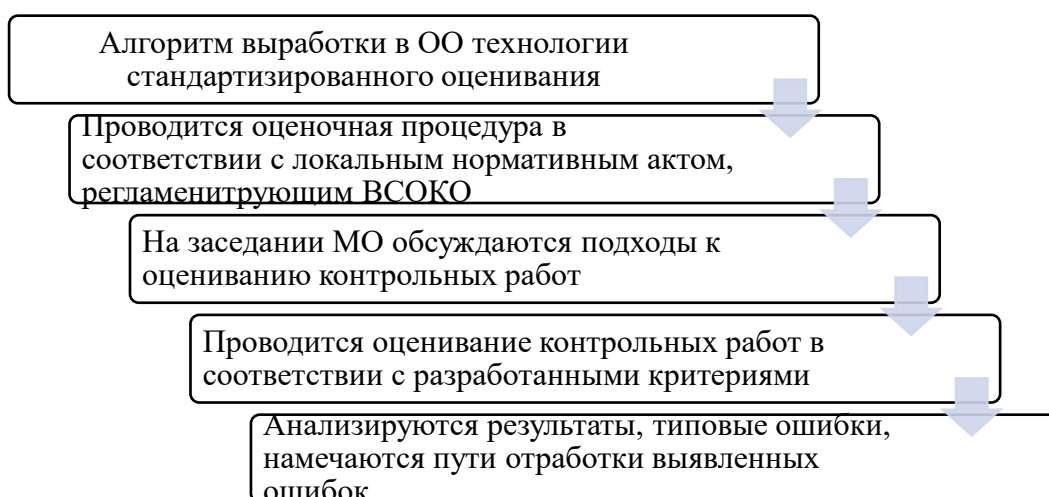 Алгоритм выработки в ОО технологии
стандартизированного оценивания
Проводится оценочная процедура в
соответствии с локальным нормативным актом,
регламенитрующим ВСОКО
На заседании МО обсуждаются подходы к
оцениванию контрольных работ
Проводится оценивание контрольных работ в
соответствии с разработанными критериями
Анализируются результаты, типовые ошибки,
намечаются пути отработки выявленных
ошибок